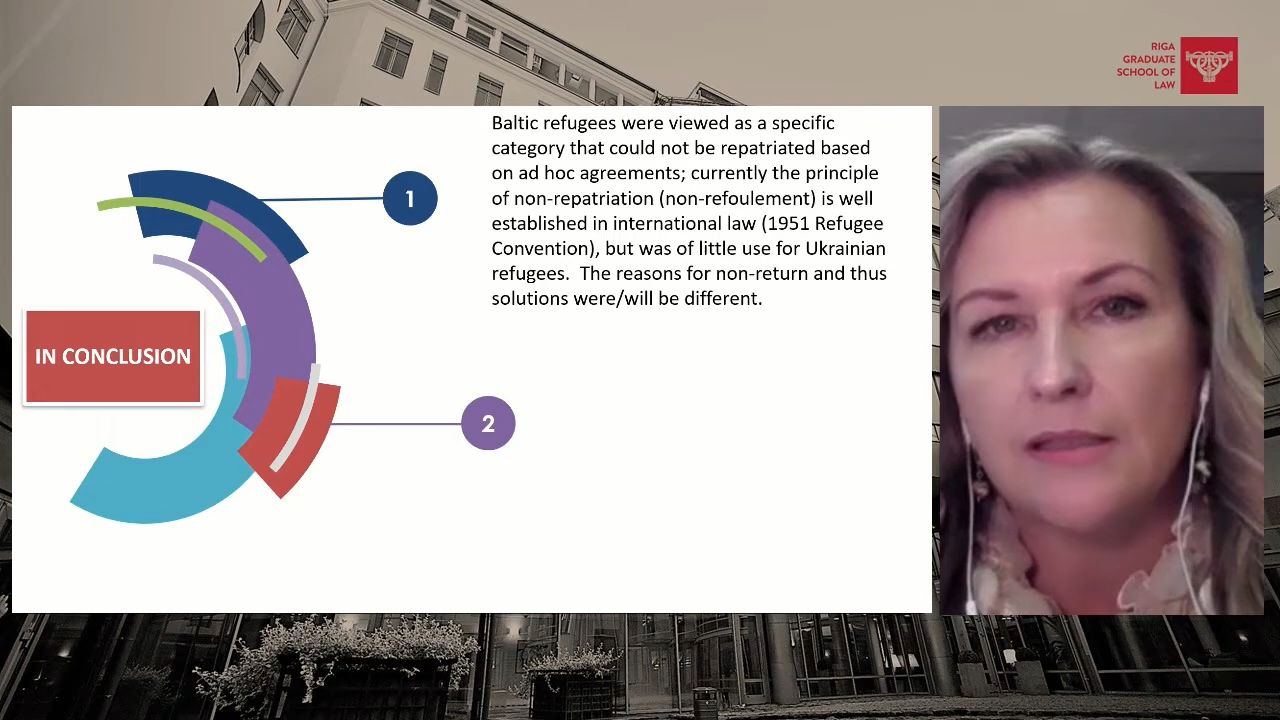 RIGA
GRADUATE
SCHOOL OF
LAW
Baltic refugees were viewed as a specific
category that could not be repatriated based
on ad hoc agreements; currently the principle
of non-repatriation (non-refoulement) is well
established in international law (1951 Refugee
Convention), but was of little use for Ukrainian
refugees.  The reasons for non-return and thus
solutions were/will be different.
1
IN CONCLUSION
2